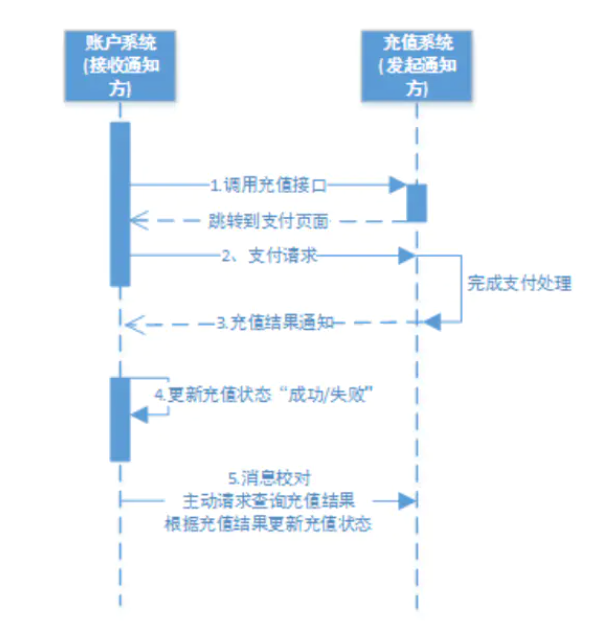 账户系统
(接收通知
方)
充值系统
(发起通知
方)
1.调用充值接口
跳转到支付页面
2、支付请求
完成支付处理
3.充值结果通知
4.更新充值状态“成功/失败”
5.消息校对
主动请求查询充值结果
根据充值结果更新充值状态